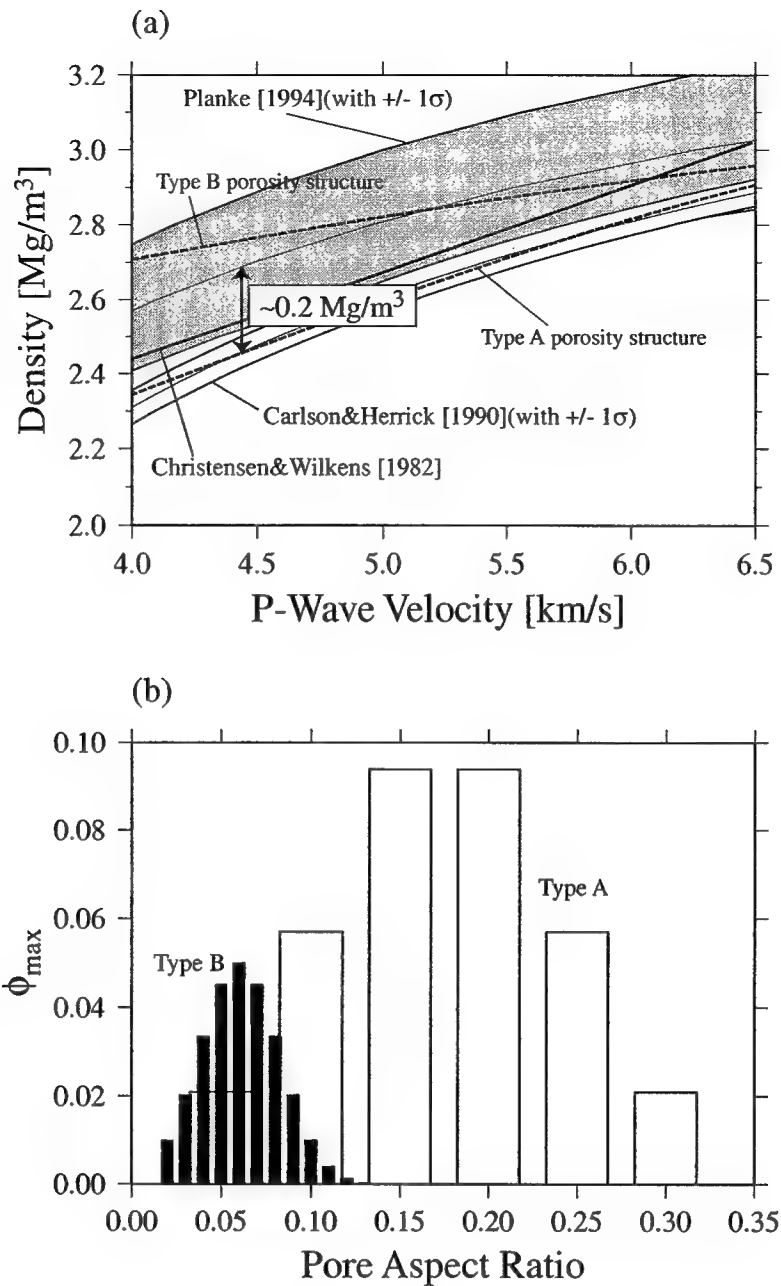 (a)
3.2
3.0
2.8
2.6
2.4
2.2
2.0
Density [Mg/m³]
Planke [1994](with +/- 1σ)
Type B porosity structure
~0.2 Mg/m³
Type A porosity structure
Carlson&Herrick [1990](with +/- 1σ)
Christensen&Wilkens [1982]
4.0 4.5 5.0 5.5 6.0 6.5
P-Wave Velocity [km/s]
(b)
0.10
0.08
0.06
0.04
0.02
0.00
ϕmax
Type A
Type B
0.00 0.05 0.10 0.15 0.20 0.25 0.30 0.35
Pore Aspect Ratio